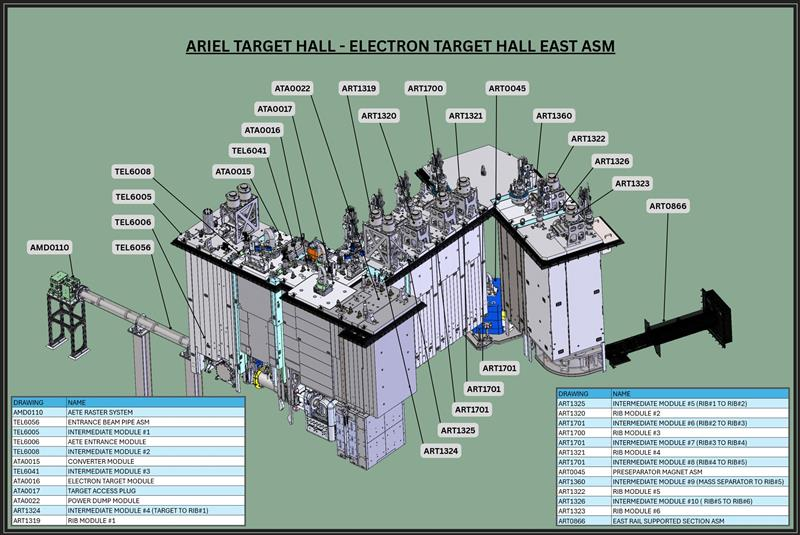 ARIEL TARGET HALL - ELECTRON TARGET HALL EAST ASM
ATA0022
ART1319
ART1700
ART0045
ATA0017
ART1320
ART1321
ART1360
ATA0016
ART1322
TEL6041
ART1326
TEL6008
ATA0015
ART1323
TEL6005
ART0866
TEL6006
AMD0110
TEL6056
ART1701
ART1701
ART1701
ART1325
ART1324
DRAWING NAME
AMD0110 AETE RASTER SYSTEM
TEL6056 ENTRANCE BEAM PIPE ASM
TEL6005 INTERMEDIATE MODULE #1
TEL6006 AETE ENTRANCE MODULE
TEL6008 INTERMEDIATE MODULE #2
ATA0015 CONVERTER MODULE
TEL6041 INTERMEDIATE MODULE #3
ATA0016 ELECTRON TARGET MODULE
ATA0017 TARGET ACCESS PLUG
ATA0022 POWER DUMP MODULE
ART1324 INTERMEDIATE MODULE #4 (TARGET TO RIB#1)
ART1319 RIB MODULE #1
DRAWING NAME
ART1325 INTERMEDIATE MODULE #5 (RIB#1 TO RIB#2)
ART1320 RIB MODULE #2
ART1701 INTERMEDIATE MODULE #6 (RIB#2 TO RIB#3)
ART1700 RIB MODULE #3
ART1701 INTERMEDIATE MODULE #7 (RIB#3 TO RIB#4)
ART1321 RIB MODULE #4
ART1701 INTERMEDIATE MODULE #8 (RIB#4 TO RIB#5)
ART0045 PRESEPARATOR MAGNET ASM
ART1360 INTERMEDIATE MODULE #9 (MASS SEPARATOR TO RIB#5)
ART1322 RIB MODULE #5
ART1326 INTERMEDIATE MODULE #10 ( RIB#5 TO RIB#6)
ART1323 RIB MODULE #6
ART0866 EAST RAIL SUPPORTED SECTION ASM